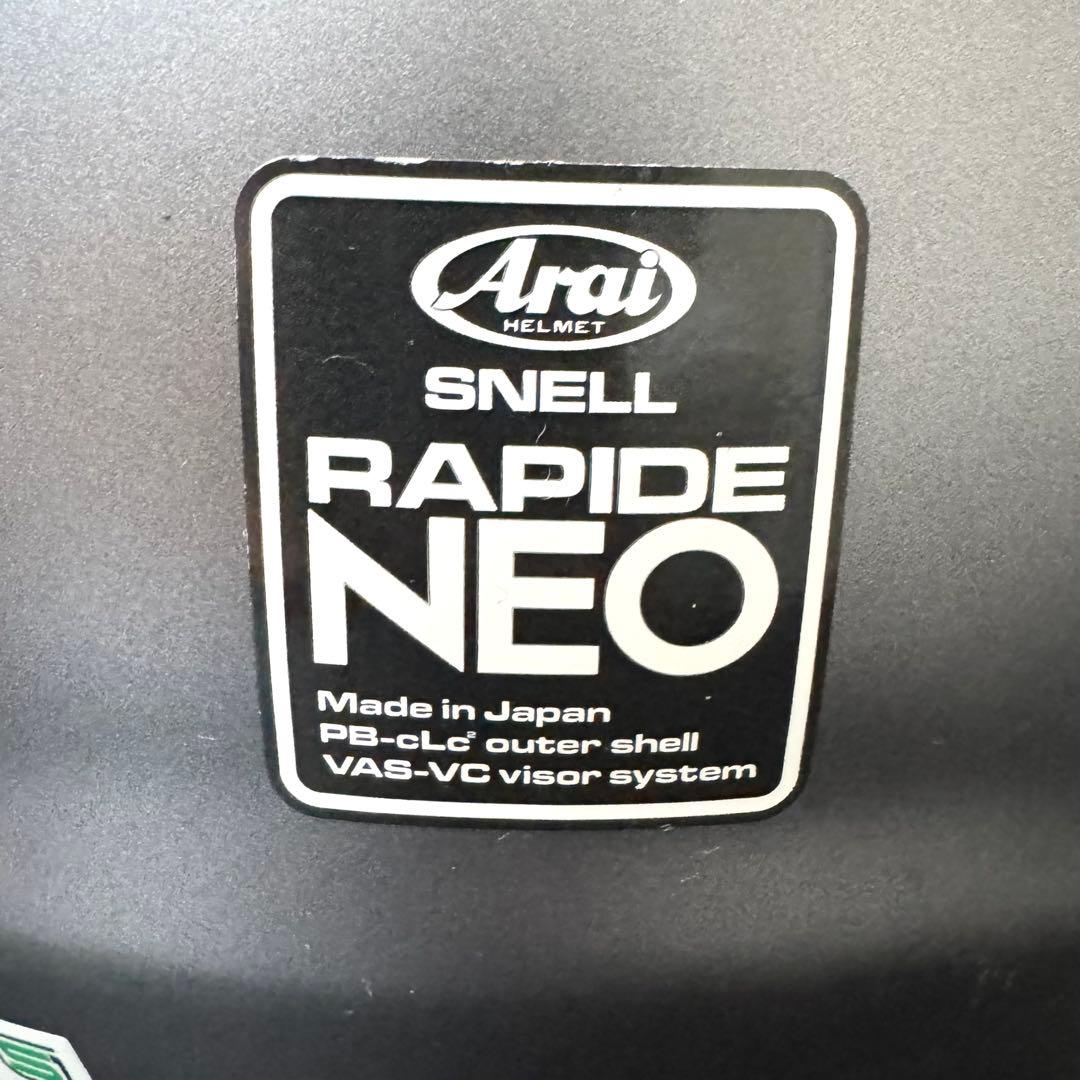 Arai
HELMET
SNELL
RAPIDE
NEO
Made in Japan
PB-cLc² outer shell
VAS-VC visor system